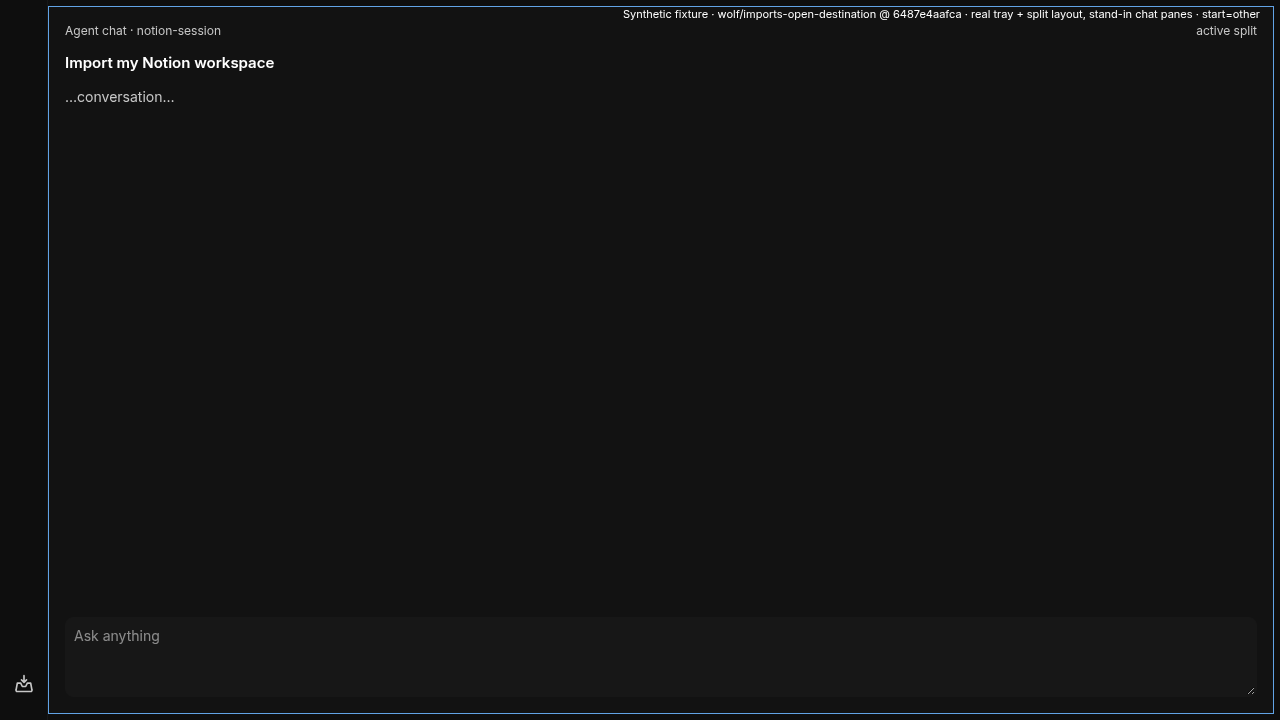 Synthetic fixture · wolf/imports-open-destination @ 6487e4aafca · real tray + split layout, stand-in chat panes · start=other
Agent chat · notion-session
active split
Import my Notion workspace
...conversation...
Ask anything